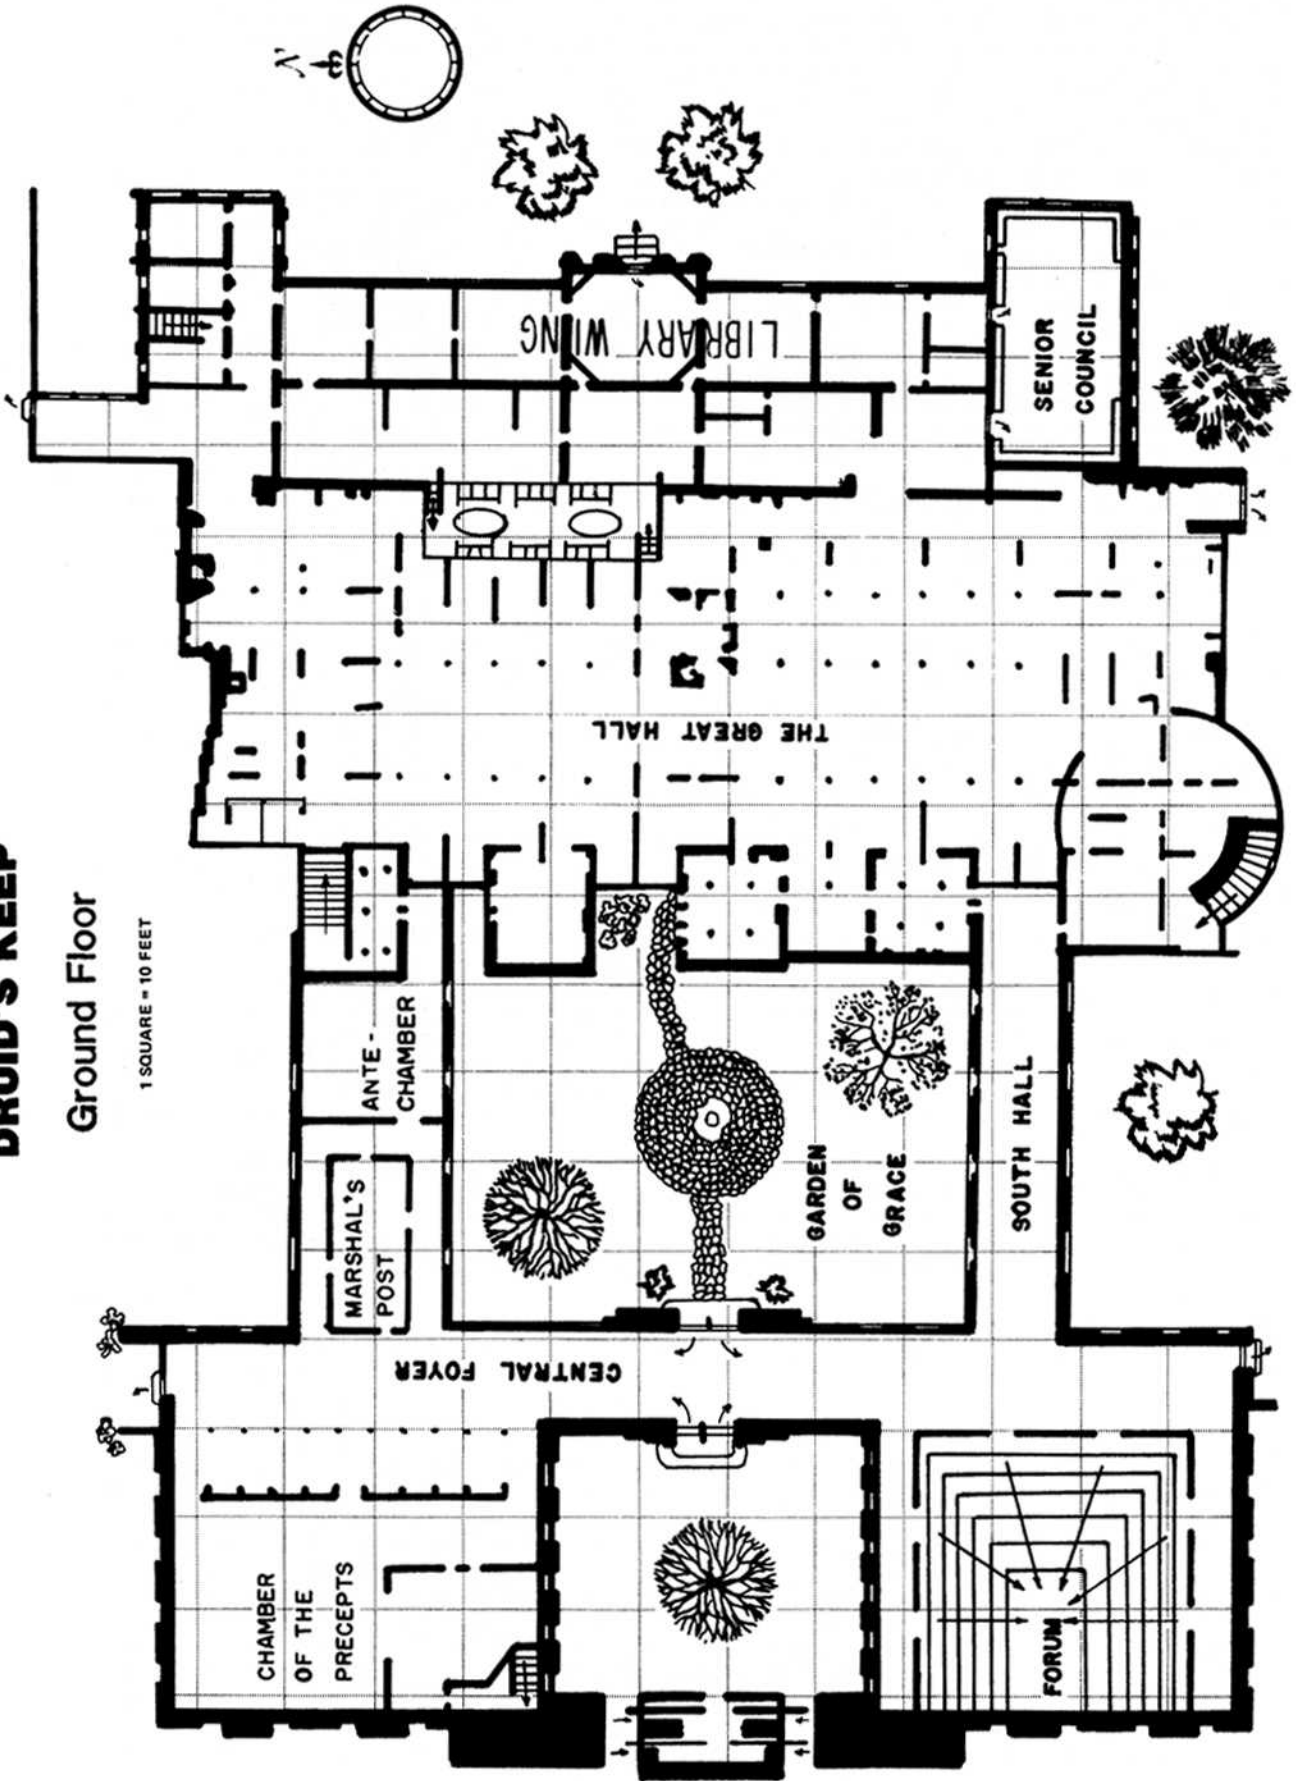 DRUID'S KEEP
Ground Floor
1 SQUARE = 10 FEET
N
LIBRARY WING
SENIOR
COUNCIL
THE GREAT HALL
ANTE-
CHAMBER
MARSHAL'S
POST
GARDEN
OF
GRACE
SOUTH HALL
CENTRAL FOYER
CHAMBER
OF THE
PRECEPTS
FORUM